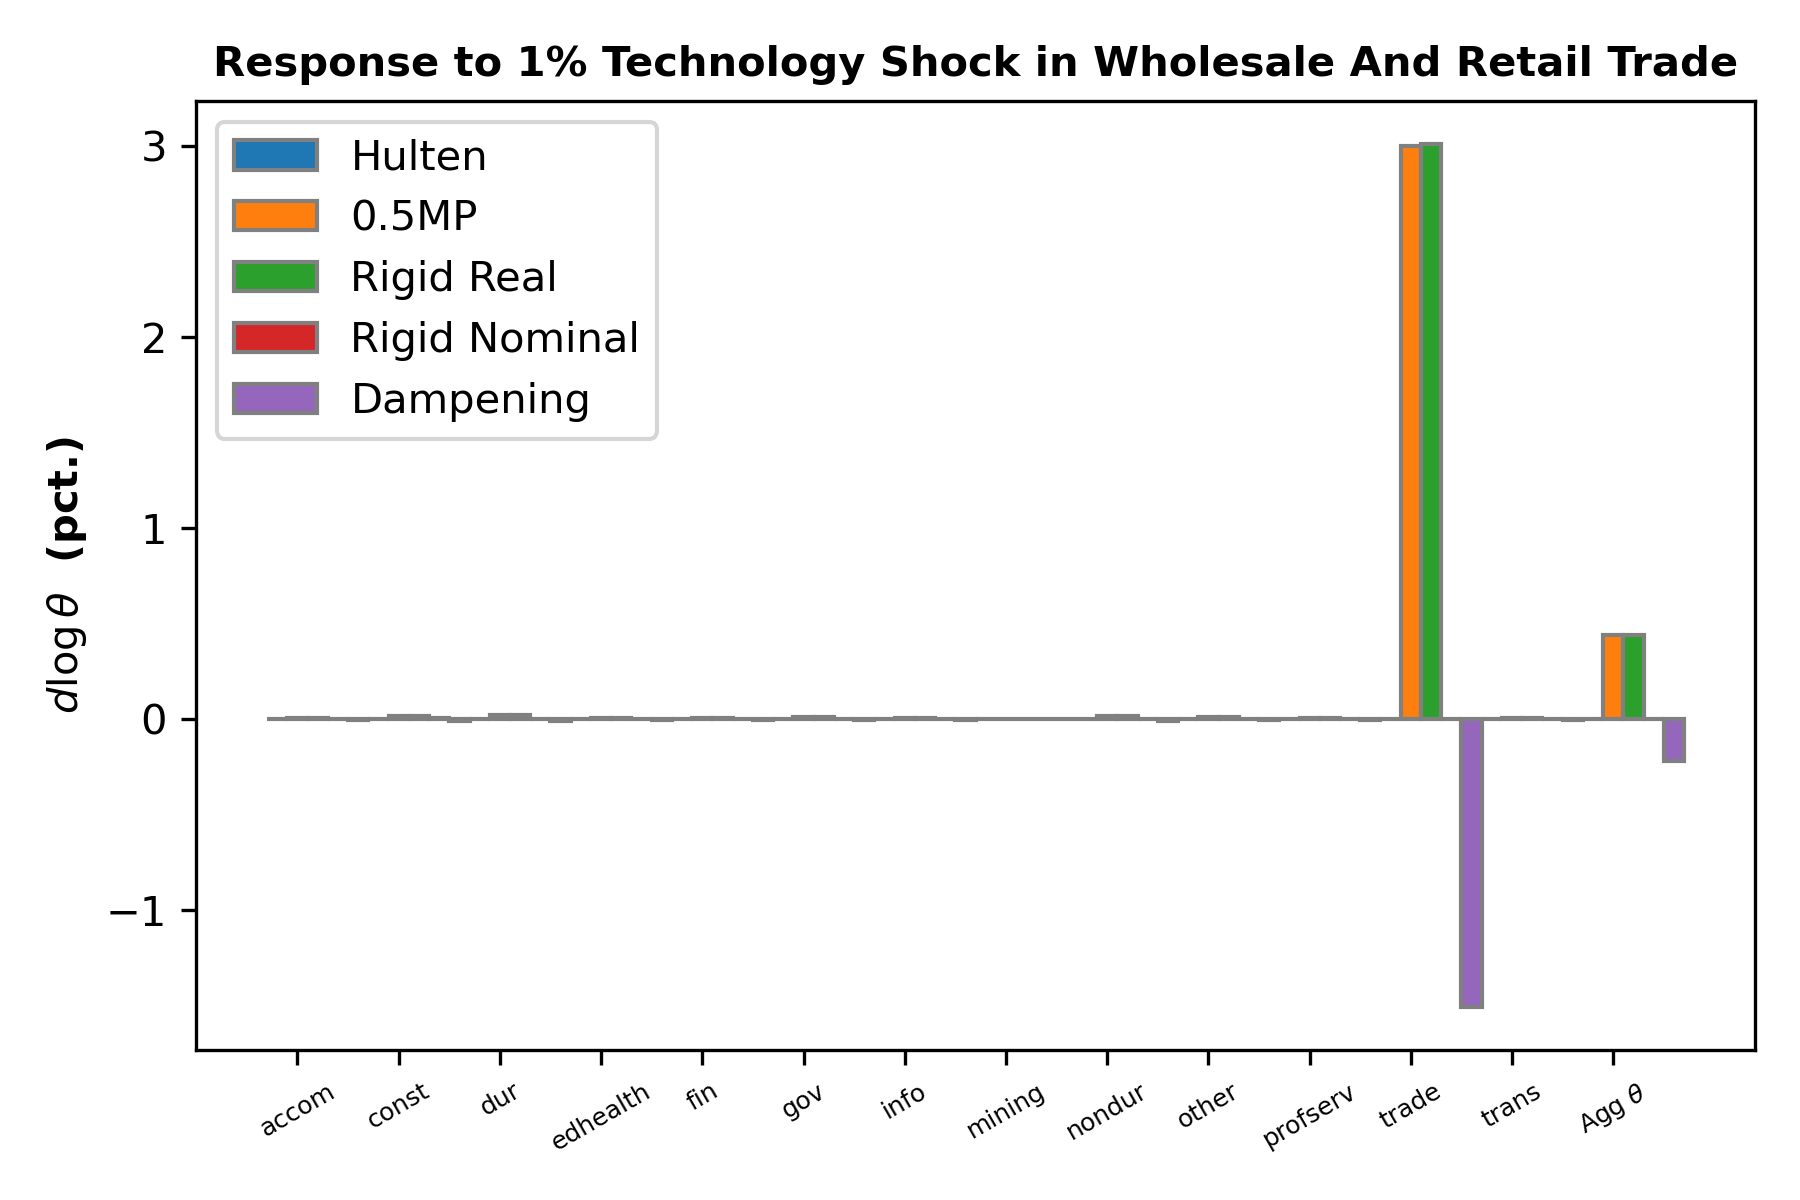 Response to 1% Technology Shock in Wholesale And Retail Trade
Hulten
0.5MP
Rigid Real
Rigid Nominal
Dampening
3
2
1
0
−1
dlog θ (pct.)
accom
const
dur
edhealth
fin
gov
info
mining
nondur
other
profserv
trade
trans
Agg θ